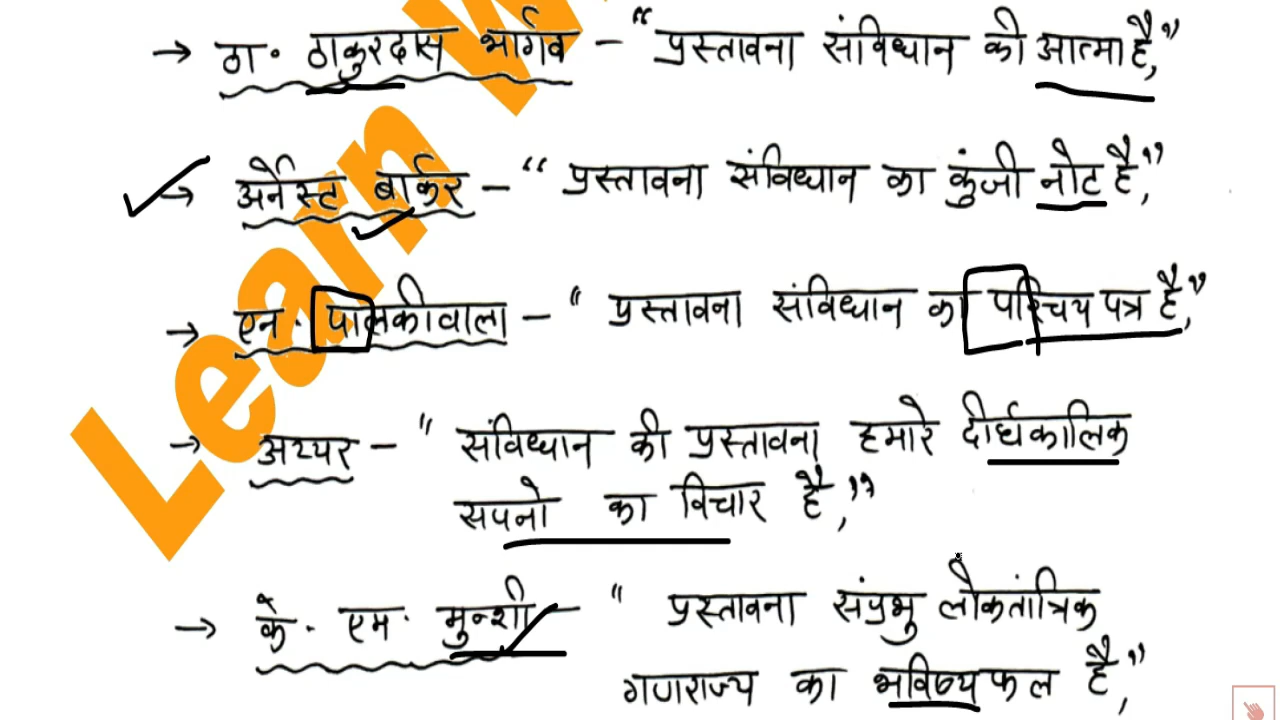 → ठा. ठाकुरदास भार्गव – "प्रस्तावना संविधान की आत्मा है,"
→ अर्नेस्ट बार्कर – "प्रस्तावना संविधान का कुंजी नोट है,"
→ एन. पालकीवाला – "प्रस्तावना संविधान का परिचय पत्र है,"
→ अय्यर – "संविधान की प्रस्तावना हमारे दीर्घकालिक
सपनो का विचार है,"
→ के. एम. मुन्शी – "प्रस्तावना संप्रभु लोकतांत्रिक
गणराज्य का भविष्यफल है,"
Learn